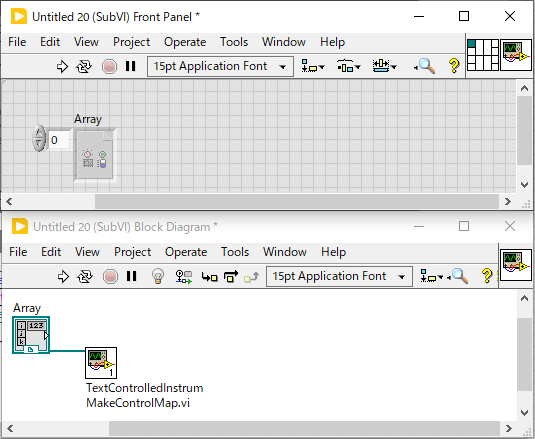 Untitled 20 (SubVI) Front Panel *
File Edit View Project Operate Tools Window Help
15pt Application Font
Array
0
Untitled 20 (SubVI) Block Diagram *
File Edit View Project Operate Tools Window Help
15pt Application Font
Array
123
1
TextControlledInstrum
MakeControlMap.vi